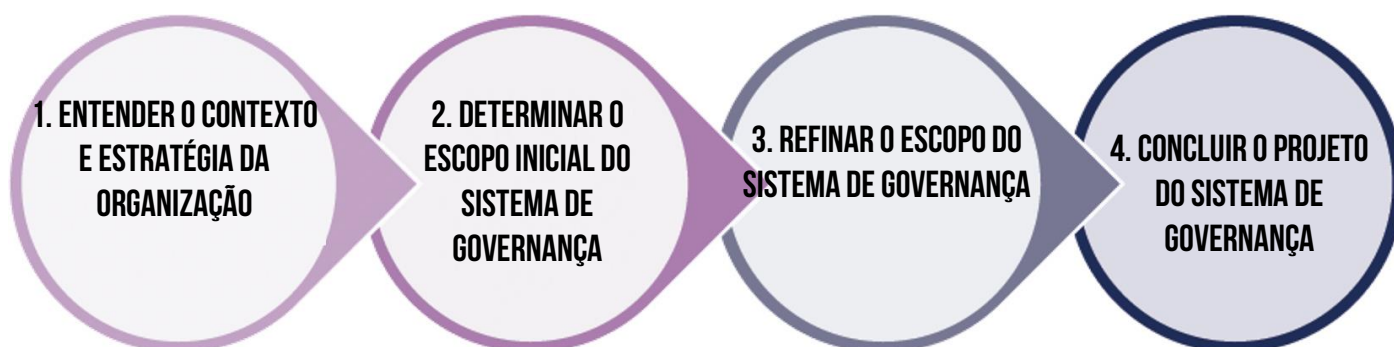 1. ENTENDER O CONTEXTO
E ESTRATÉGIA DA
ORGANIZAÇÃO
2. DETERMINAR O
ESCOPO INICIAL DO
SISTEMA DE
GOVERNANÇA
3. REFINAR O ESCOPO DO
SISTEMA DE GOVERNANÇA
4. CONCLUIR O PROJETO
DO SISTEMA DE
GOVERNANÇA